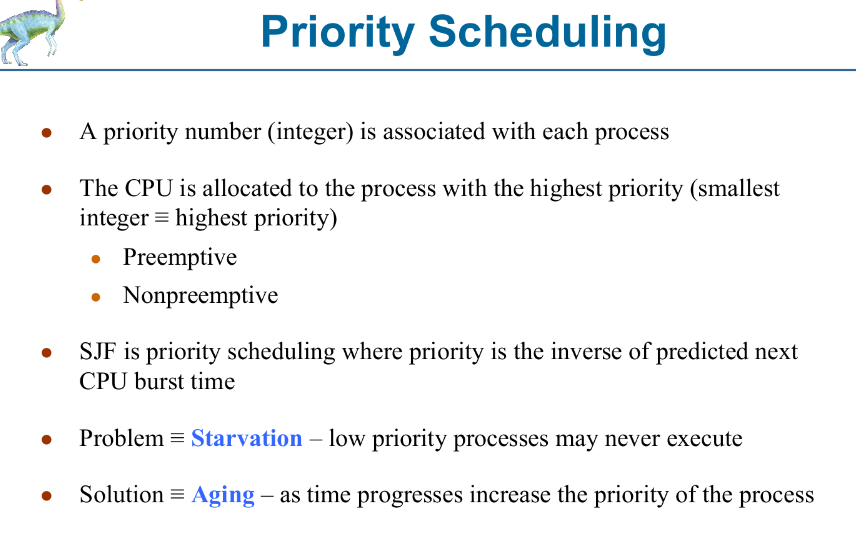 Priority Scheduling
● A priority number (integer) is associated with each process
● The CPU is allocated to the process with the highest priority (smallest
integer ≡ highest priority)
● Preemptive
● Nonpreemptive
● SJF is priority scheduling where priority is the inverse of predicted next
CPU burst time
● Problem ≡ Starvation – low priority processes may never execute
● Solution ≡ Aging – as time progresses increase the priority of the process